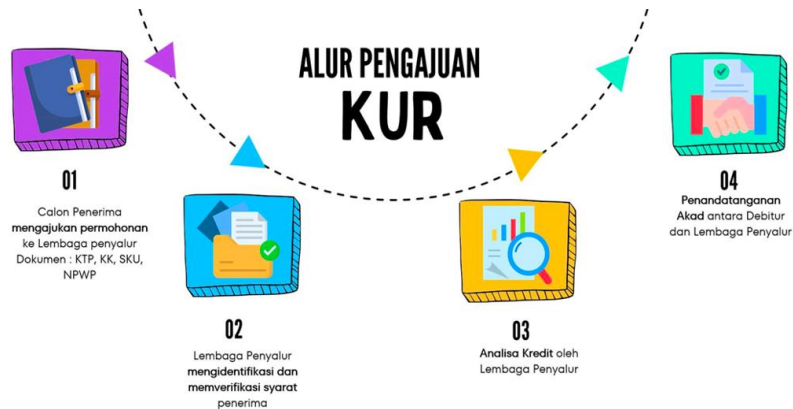 ALUR PENGAJUAN
KUR
01
Calon Penerima
mengajukan permohonan
ke Lembaga penyalur
Dokumen : KTP, KK, SKU,
NPWP
02
Lembaga Penyalur
mengidentifikasi dan
memverifikasi syarat
penerima
03
Analisa Kredit oleh
Lembaga Penyalur
04
Penandatanganan
Akad antara Debitur
dan Lembaga Penyalur